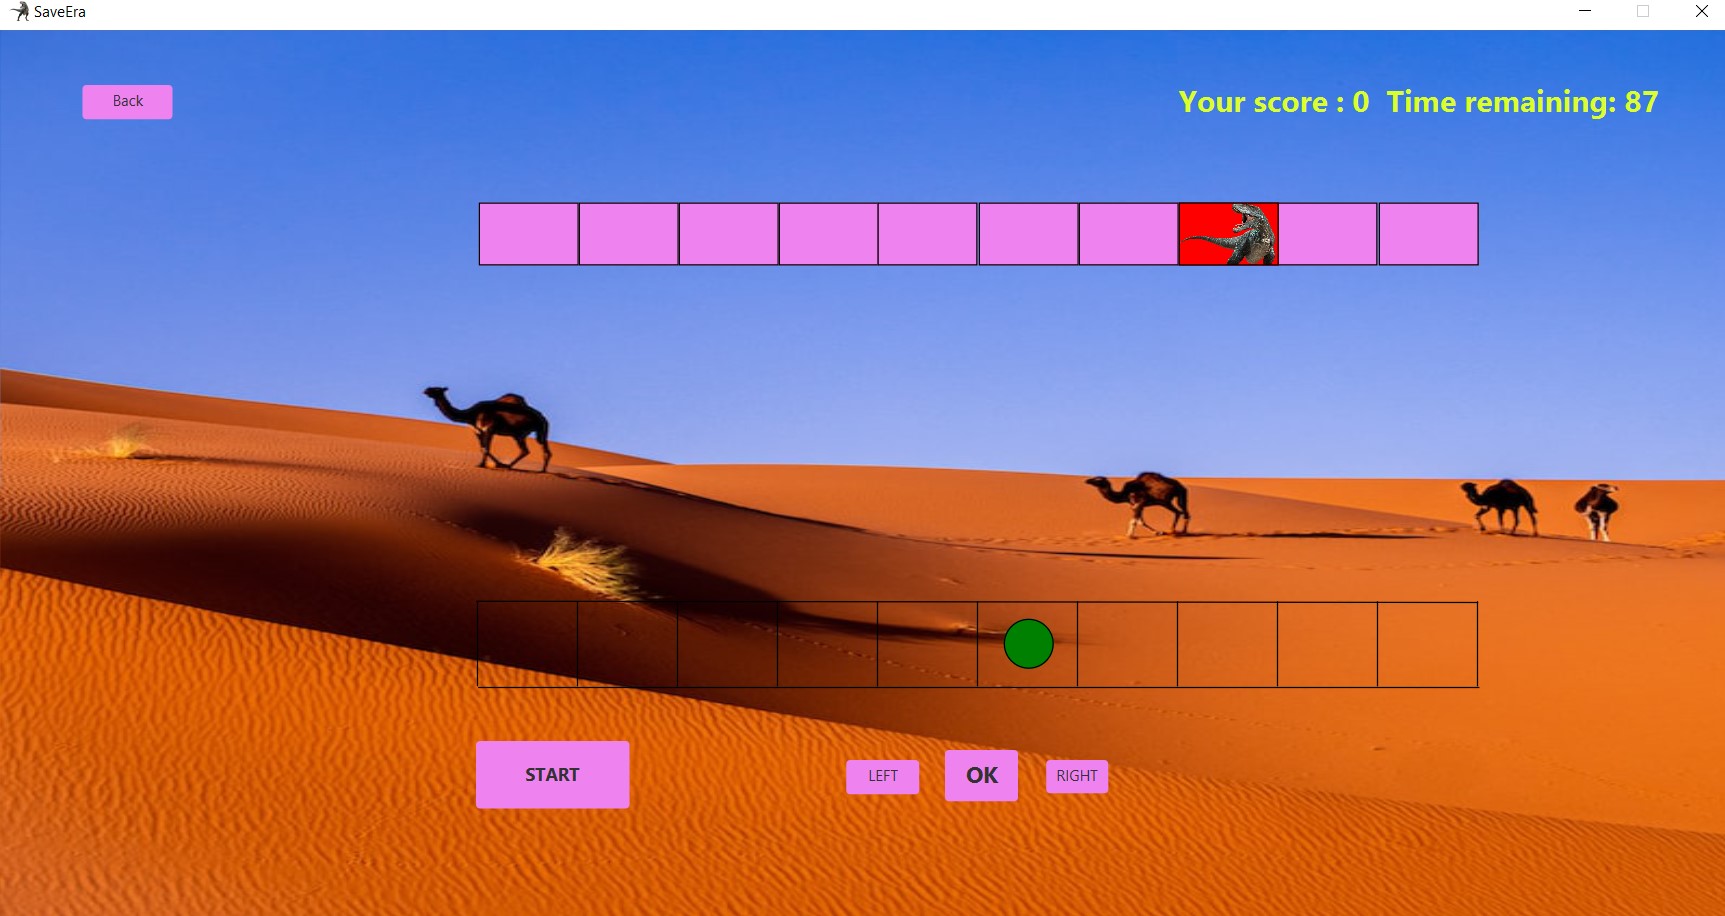 SaveEra
Back
Your score : 0 Time remaining: 87
START
LEFT
OK
RIGHT